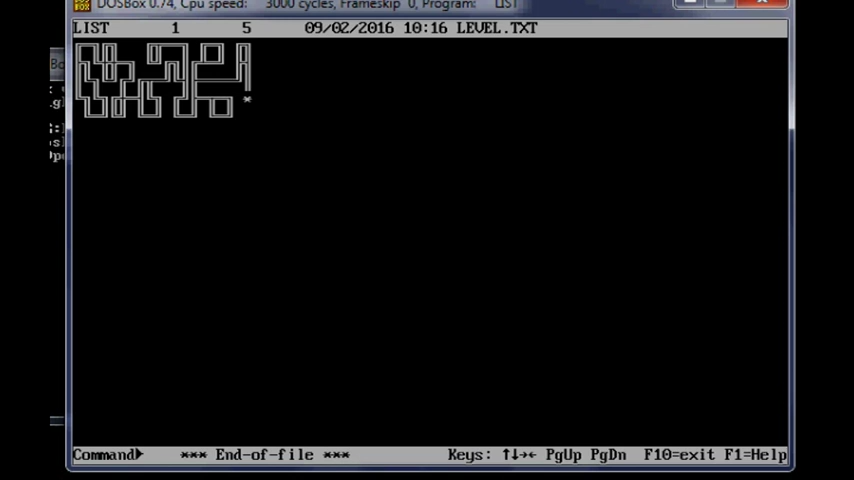 DOSBox 0.74, Cpu speed: 3000 cycles, Frameskip 0, Program: LIST
LIST 1 5 09/02/2016 10:16 LEVEL.TXT
*
Command► *** End-of-file *** Keys: ↑↓→← PgUp PgDn F10=exit F1=Help